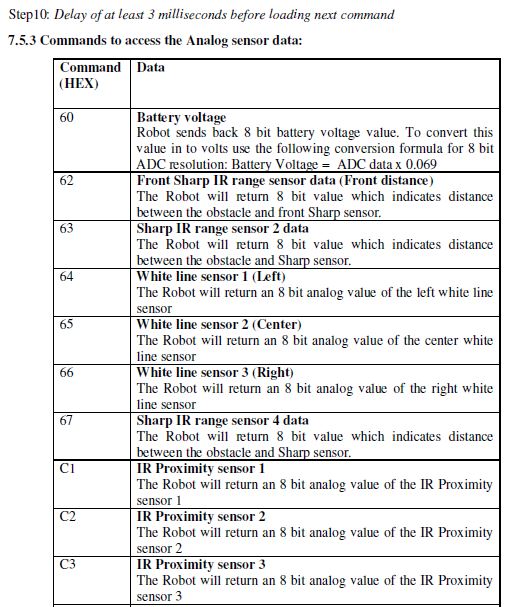 Step10: Delay of at least 3 milliseconds before loading next command
7.5.3 Commands to access the Analog sensor data:
Command (HEX)
Data
60
Battery voltage
Robot sends back 8 bit battery voltage value. To convert this
value in to volts use the following conversion formula for 8 bit
ADC resolution: Battery Voltage = ADC data x 0.069
62
Front Sharp IR range sensor data (Front distance)
The Robot will return 8 bit value which indicates distance
between the obstacle and front Sharp sensor.
63
Sharp IR range sensor 2 data
The Robot will return 8 bit value which indicates distance
between the obstacle and Sharp sensor.
64
White line sensor 1 (Left)
The Robot will return an 8 bit analog value of the left white line
sensor
65
White line sensor 2 (Center)
The Robot will return an 8 bit analog value of the center white
line sensor
66
White line sensor 3 (Right)
The Robot will return an 8 bit analog value of the right white
line sensor
67
Sharp IR range sensor 4 data
The Robot will return 8 bit value which indicates distance
between the obstacle and Sharp sensor.
C1
IR Proximity sensor 1
The Robot will return an 8 bit analog value of the IR Proximity
sensor 1
C2
IR Proximity sensor 2
The Robot will return an 8 bit analog value of the IR Proximity
sensor 2
C3
IR Proximity sensor 3
The Robot will return an 8 bit analog value of the IR Proximity
sensor 3